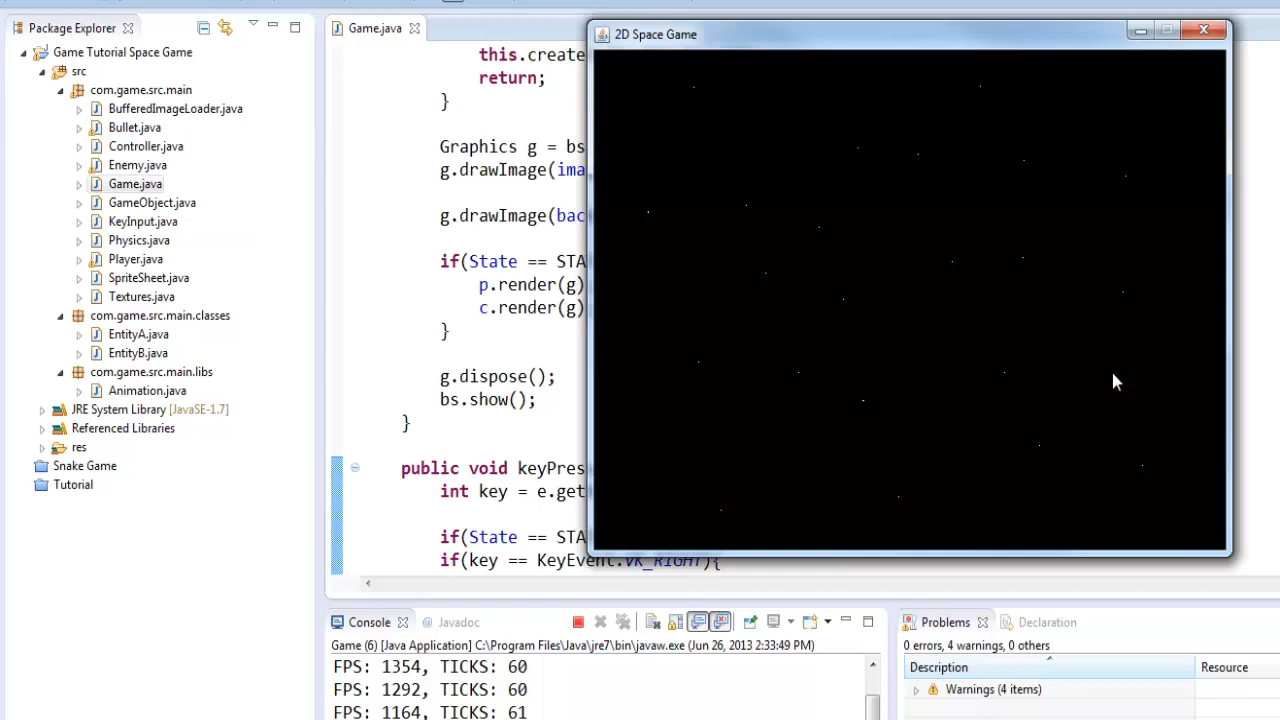 Package Explorer
Game Tutorial Space Game
src
com.game.src.main
BufferedImageLoader.java
Bullet.java
Controller.java
Enemy.java
Game.java
GameObject.java
KeyInput.java
Physics.java
Player.java
SpriteSheet.java
Textures.java
com.game.src.main.classes
EntityA.java
EntityB.java
com.game.src.main.libs
Animation.java
JRE System Library [JavaSE-1.7]
Referenced Libraries
res
Snake Game
Tutorial
Game.java
this.create
return;
}
Graphics g = bs
g.drawImage(ima
g.drawImage(bac
if(State == STA
p.render(g)
c.render(g)
}
g.dispose();
bs.show();
}
public void keyPres
int key = e.get
if(State == STA
if(key == KeyEvent.VK_RIGHT){
2D Space Game
Console
Javadoc
Game (6) [Java Application] C:\Program Files\Java\jre7\bin\javaw.exe (Jun 26, 2013 2:33:49 PM)
FPS: 1354, TICKS: 60
FPS: 1292, TICKS: 60
FPS: 1164, TICKS: 61
Problems
Declaration
0 errors, 4 warnings, 0 others
Description
Resource
Warnings (4 items)